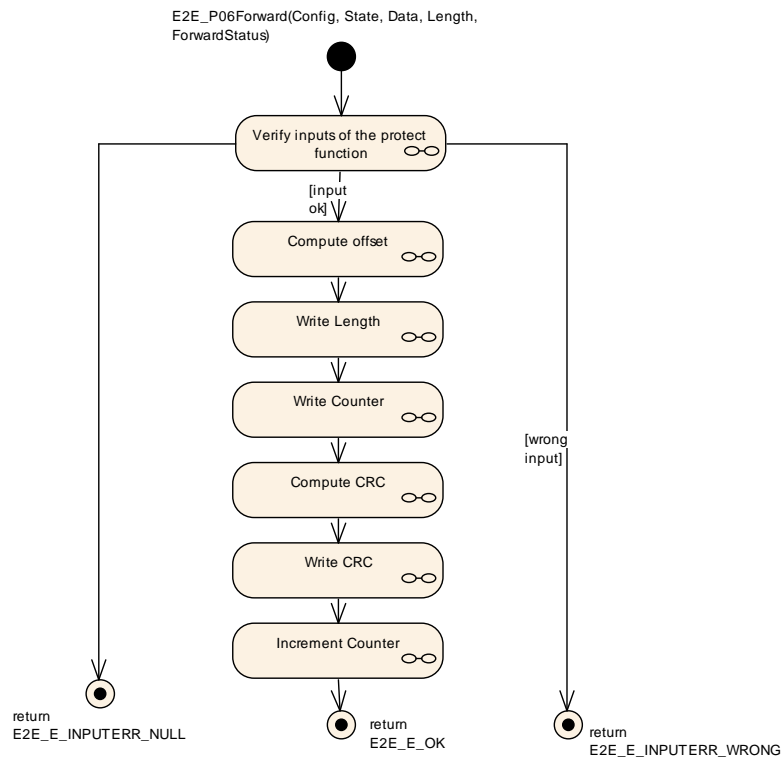 E2E_P06Forward(Config, State, Data, Length,
ForwardStatus)
Verify inputs of the protect
function
[input
ok]
Compute offset
Write Length
Write Counter
[wrong
input]
Compute CRC
Write CRC
Increment Counter
return
E2E_E_INPUTERR_NULL
return
E2E_E_OK
return
E2E_E_INPUTERR_WRONG